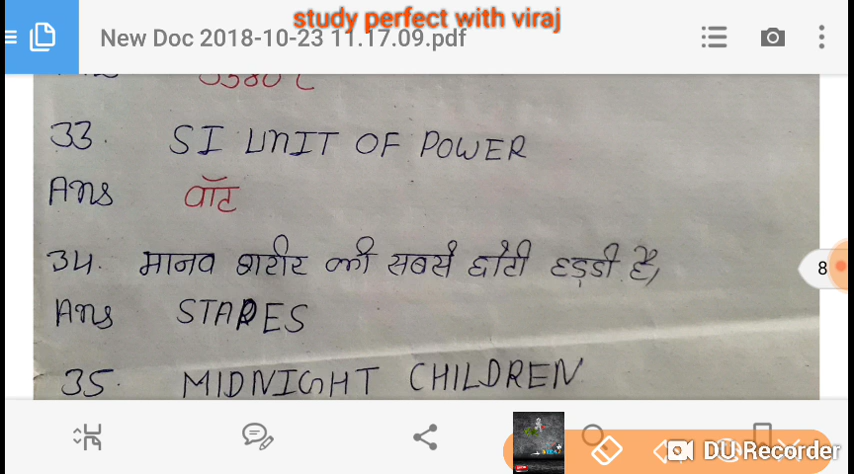 study perfect with viraj
New Doc 2018-10-23 11.17.09.pdf
33. SI UNIT OF POWER
Ans वॉट
34. मानव शरीर की सबसे छोटी हड्डी है,
Ans STAPES
35. MIDNIGHT CHILDREN
8
DU Recorder